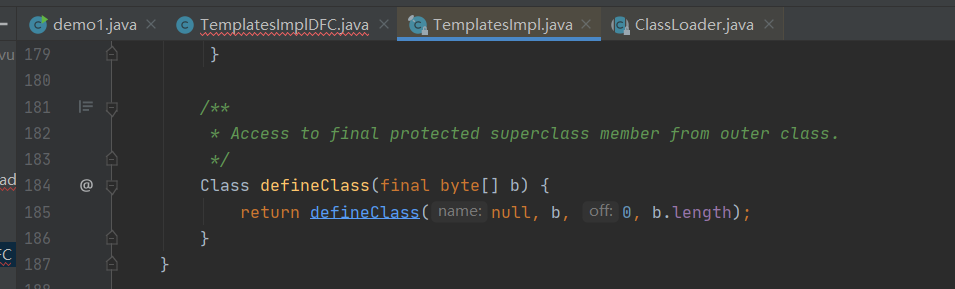 demo1.java × TemplatesImplDFC.java × TemplatesImpl.java × ClassLoader.java ×
179 }
vu
180
181 /**
182 * Access to final protected superclass member from outer class.
183 */
ad
184 @ Class defineClass(final byte[] b) {
185 return defineClass( name: null, b, off: 0, b.length);
186 }
FC
187 }
188